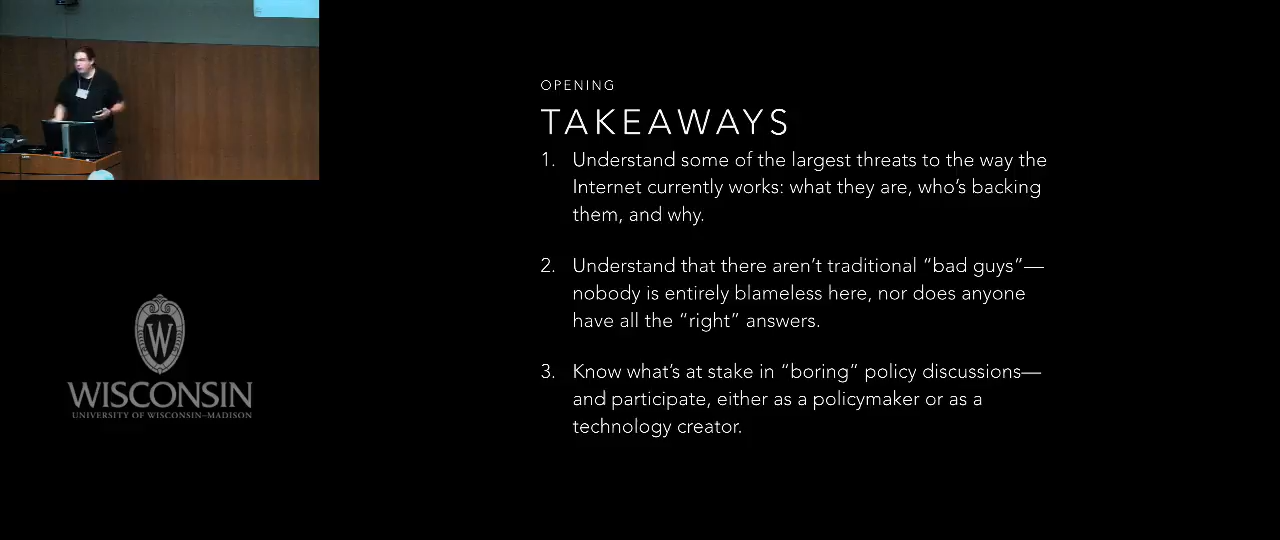 OPENING
TAKEAWAYS
1. Understand some of the largest threats to the way the
Internet currently works: what they are, who’s backing
them, and why.
2. Understand that there aren’t traditional “bad guys”—
nobody is entirely blameless here, nor does anyone
have all the “right” answers.
3. Know what’s at stake in “boring” policy discussions—
and participate, either as a policymaker or as a
technology creator.
W
WISCONSIN
UNIVERSITY OF WISCONSIN–MADISON